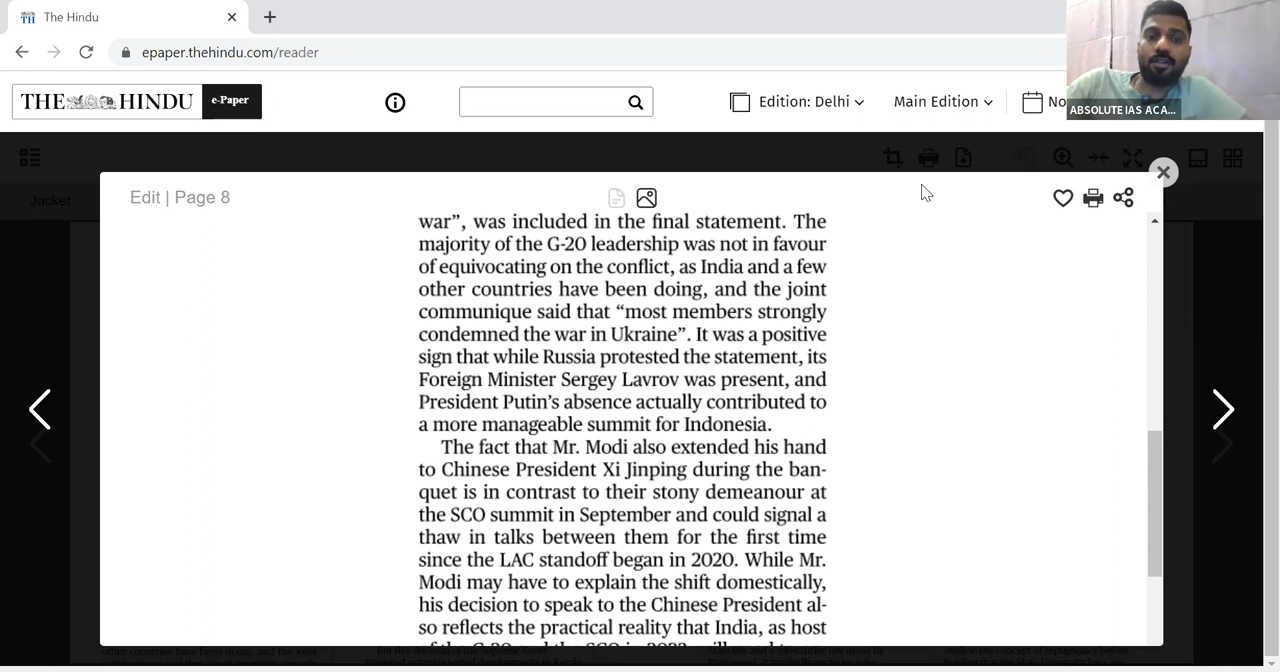 The Hindu
epaper.thehindu.com/reader
THE HINDU
e-Paper
Edition: Delhi
Main Edition
No
ABSOLUTE IAS ACA...
Jacket
Edit | Page 8
war”, was included in the final statement. The
majority of the G-20 leadership was not in favour
of equivocating on the conflict, as India and a few
other countries have been doing, and the joint
communique said that “most members strongly
condemned the war in Ukraine”. It was a positive
sign that while Russia protested the statement, its
Foreign Minister Sergey Lavrov was present, and
President Putin’s absence actually contributed to
a more manageable summit for Indonesia.
The fact that Mr. Modi also extended his hand
to Chinese President Xi Jinping during the ban-
quet is in contrast to their stony demeanour at
the SCO summit in September and could signal a
thaw in talks between them for the first time
since the LAC standoff began in 2020. While Mr.
Modi may have to explain the shift domestically,
his decision to speak to the Chinese President al-
so reflects the practical reality that India, as host